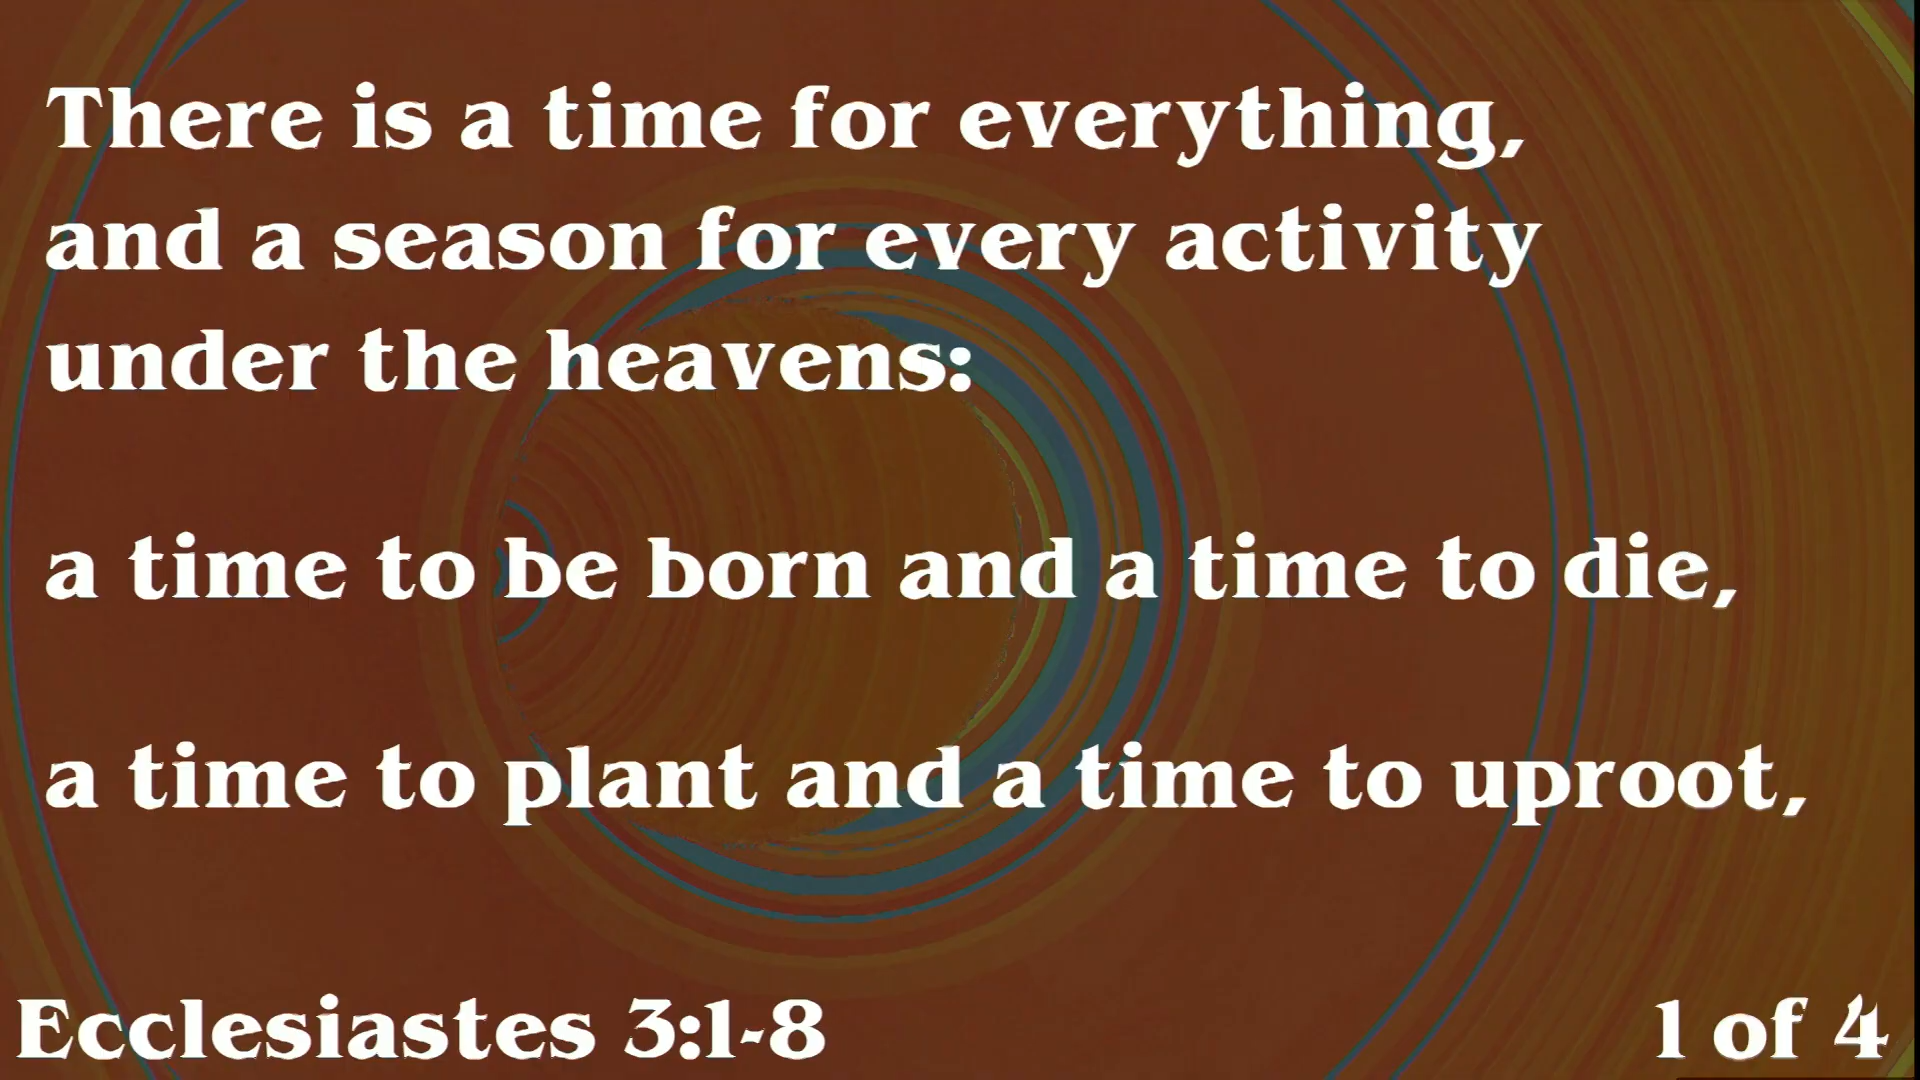 There is a time for everything,
and a season for every activity
under the heavens:
a time to be born and a time to die,
a time to plant and a time to uproot,
Ecclesiastes 3:1-8
1 of 4